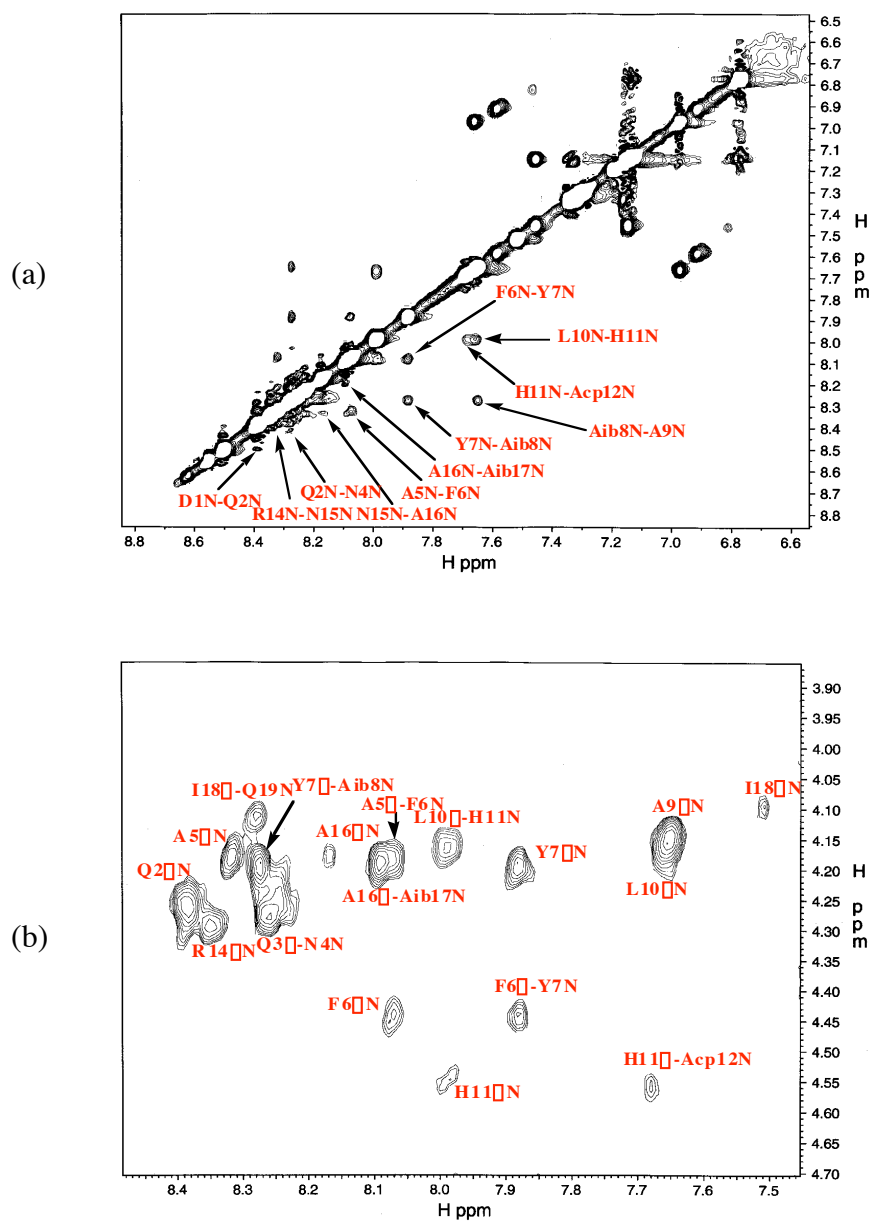 (a)
6.5
6.6
6.7
6.8
6.9
7.0
7.1
7.2
7.3
7.4
7.5
7.6
7.7
7.8
7.9
8.0
8.1
8.2
8.3
8.4
8.5
8.6
8.7
8.8
H ppm
F6N-Y7N
L10N-H11N
H11N-Acp12N
Aib8N-A9N
Y7N-Aib8N
A16N-Aib17N
Q2N-N4N
A5N-F6N
D1N-Q2N
R14N-N15N
N15N-A16N
8.8 8.6 8.4 8.2 8.0 7.8 7.6 7.4 7.2 7.0 6.8 6.6
H ppm
(b)
3.90
3.95
4.00
4.05
4.10
4.15
4.20
4.25
4.30
4.35
4.40
4.45
4.50
4.55
4.60
4.65
4.70
H ppm
I18□-Q19N
Y7□-Aib8N
I18□N
A5□-F6N
A9□N
A5□N
A16□N
L10□-H11N
Y7□N
Q2□N
A16□-Aib17N
L10□N
R14□N
Q3□-N4N
F6□N
F6□-Y7N
H11□-Acp12N
H11□N
8.4 8.3 8.2 8.1 8.0 7.9 7.8 7.7 7.6 7.5
H ppm